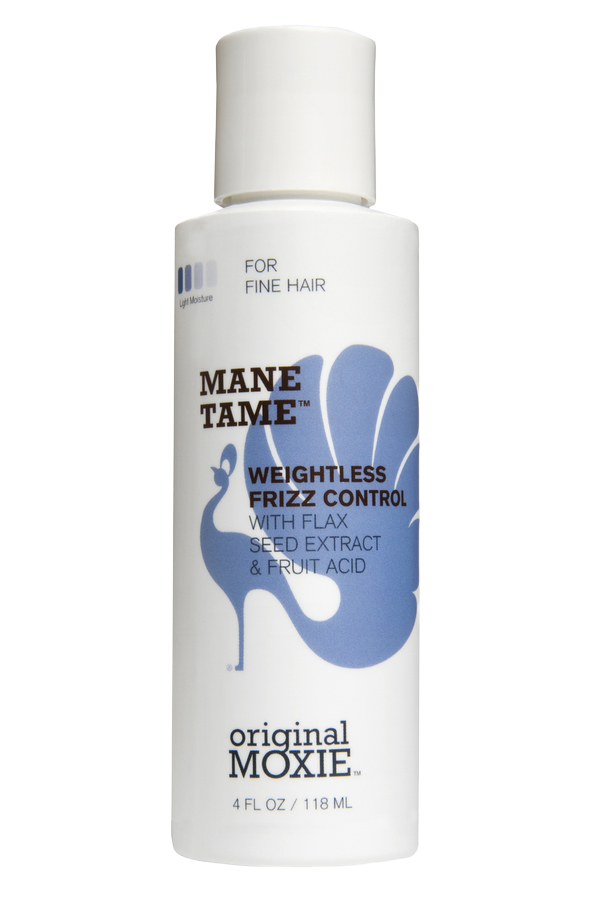 FOR
FINE HAIR
Light Moisture
MANE
TAME™
WEIGHTLESS
FRIZZ CONTROL
WITH FLAX
SEED EXTRACT
& FRUIT ACID
original
MOXIE™
4 FL OZ / 118 ML